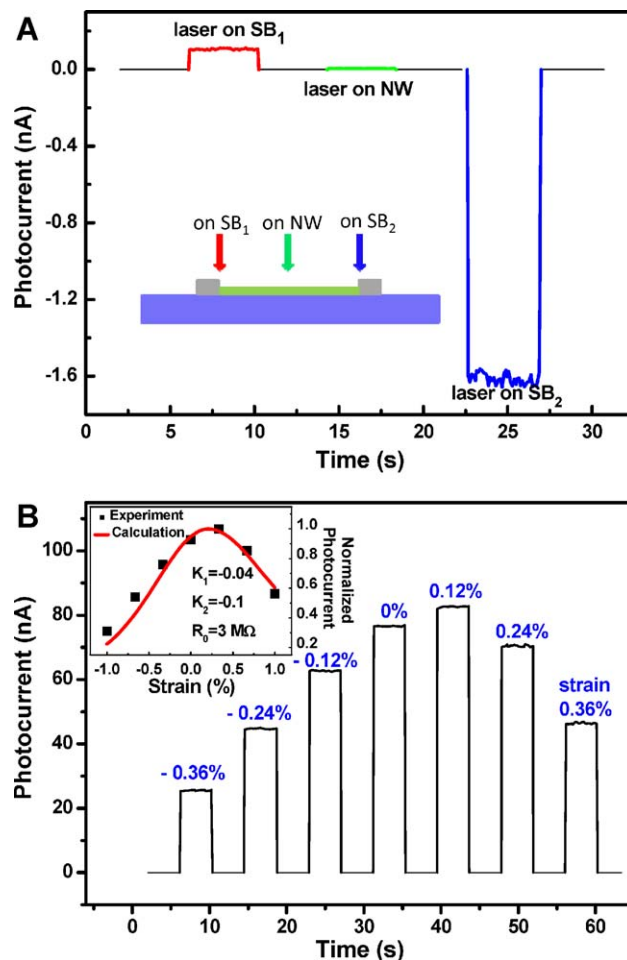 A
laser on SB1
laser on NW
laser on SB2
on SB1
on NW
on SB2
Photocurrent (nA)
0.0
-0.4
-0.8
-1.2
-1.6
0
5
10
15
20
25
30
Time (s)
B
Experiment
Calculation
K1=-0.04
K2=-0.1
R0=3 MΩ
Normalized
Photocurrent
1.0
0.8
0.6
0.4
0.2
-1.0
-0.5
0.0
0.5
1.0
Strain (%)
- 0.36%
- 0.24%
- 0.12%
0%
0.12%
0.24%
strain
0.36%
Photocurrent (nA)
100
80
60
40
20
0
0
10
20
30
40
50
60
Time (s)